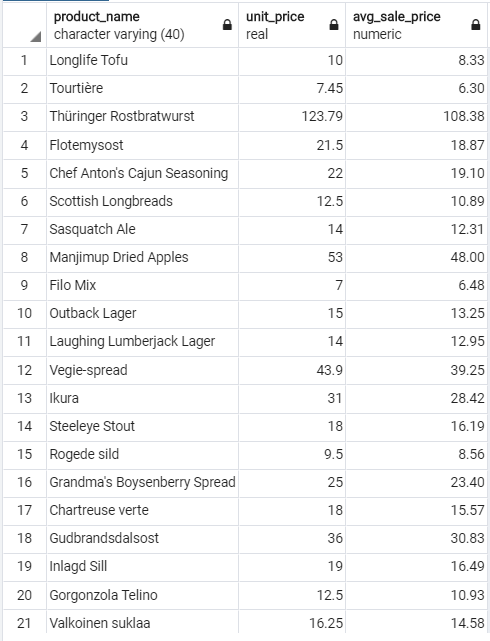 product_name unit_price avg_sale_price
character varying (40) real numeric
1 Longlife Tofu 10 8.33
2 Tourtière 7.45 6.30
3 Thüringer Rostbratwurst 123.79 108.38
4 Flotemysost 21.5 18.87
5 Chef Anton's Cajun Seasoning 22 19.10
6 Scottish Longbreads 12.5 10.89
7 Sasquatch Ale 14 12.31
8 Manjimup Dried Apples 53 48.00
9 Filo Mix 7 6.48
10 Outback Lager 15 13.25
11 Laughing Lumberjack Lager 14 12.95
12 Vegie-spread 43.9 39.25
13 Ikura 31 28.42
14 Steeleye Stout 18 16.19
15 Rogede sild 9.5 8.56
16 Grandma's Boysenberry Spread 25 23.40
17 Chartreuse verte 18 15.57
18 Gudbrandsdalsost 36 30.83
19 Inlagd Sill 19 16.49
20 Gorgonzola Telino 12.5 10.93
21 Valkoinen suklaa 16.25 14.58